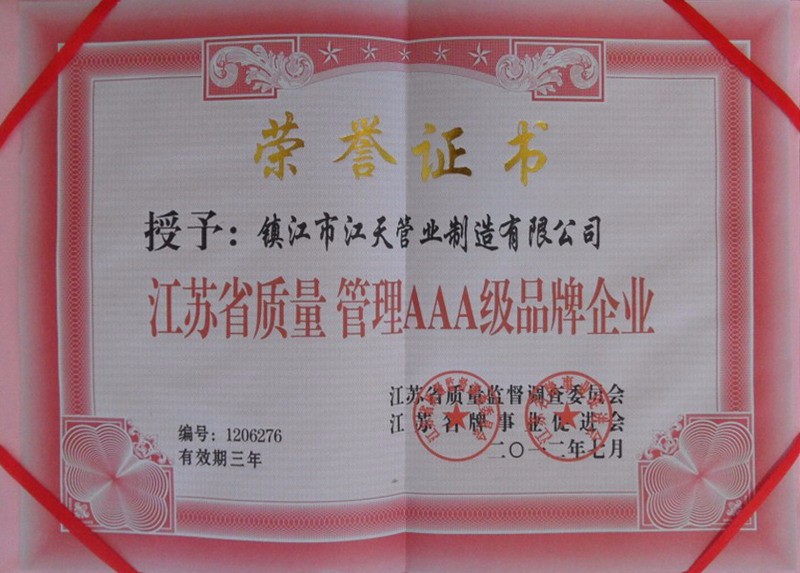 荣誉证书
授予：镇江市江天管业制造有限公司
江苏省质量 管理AAA级品牌企业
江苏省质量监督调查委员会
江苏名牌事业促进会
二〇一二年七月
编号：1206276
有效期三年